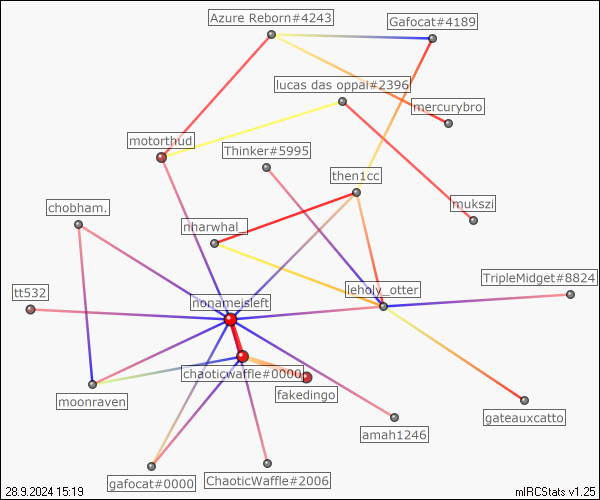 Azure Reborn#4243
Gafocat#4189
lucas das oppai#2396
mercurybro
motorthud
Thinker#5995
then1cc
mukszi
chobham.
nharwhal_
TripleMidget#8824
tt532
nonameisleft
leholy_otter
chaoticwaffle#0000
fakedingo
moonraven
gateauxcatto
amah1246
gafocat#0000
ChaoticWaffle#2006
28.9.2024 15:19
mIRCStats v1.25